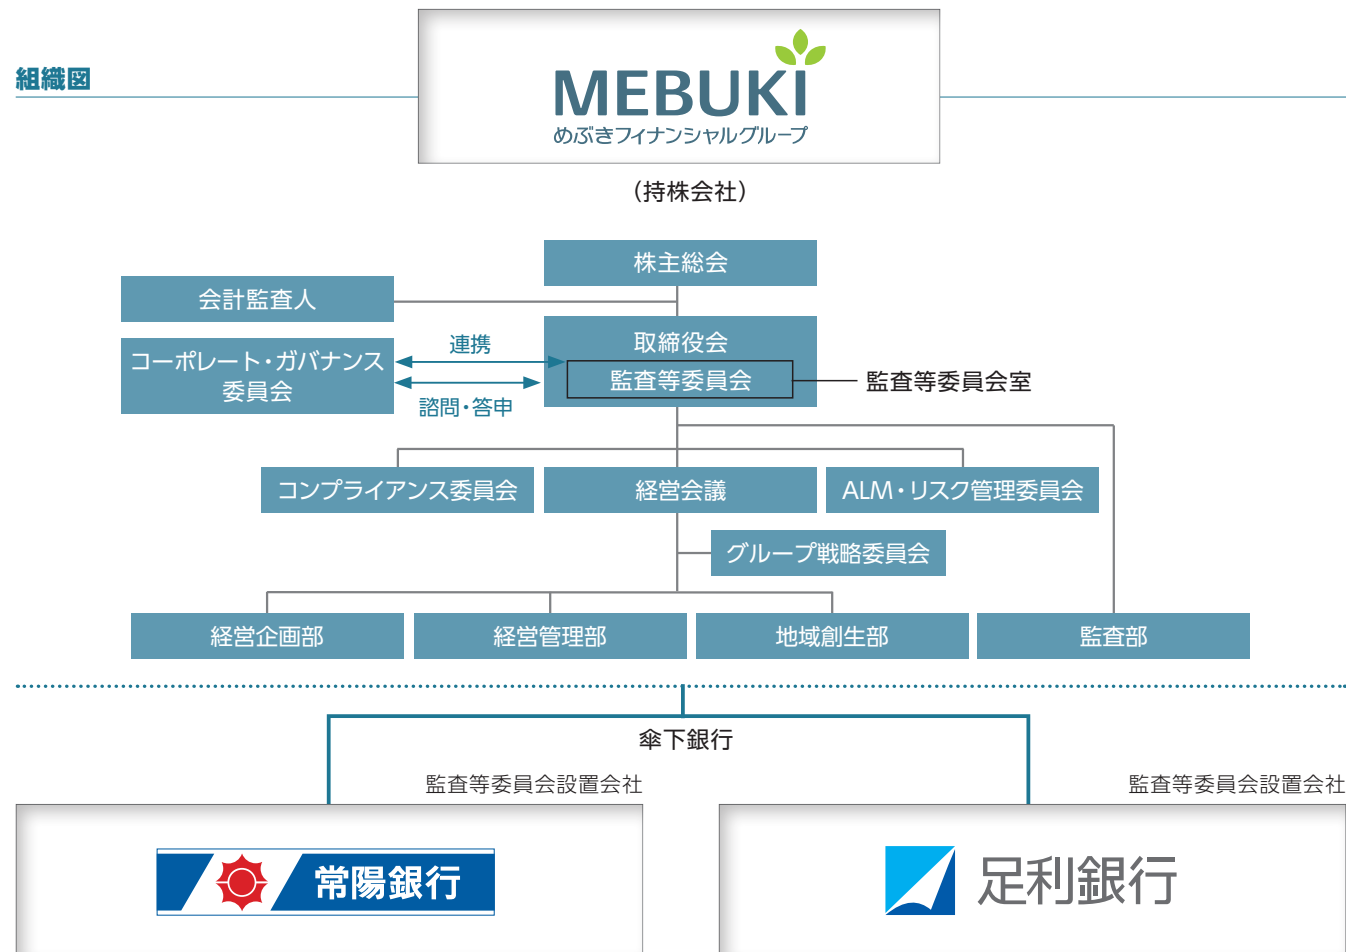 組織図
MEBUKI
めぶきフィナンシャルグループ
(持株会社)
株主総会
会計監査人
取締役会
コーポレート・ガバナンス
委員会
連携
諮問・答申
監査等委員会
監査等委員会室
コンプライアンス委員会
経営会議
ALM・リスク管理委員会
グループ戦略委員会
経営企画部
経営管理部
地域創生部
監査部
傘下銀行
監査等委員会設置会社
監査等委員会設置会社
常陽銀行
足利銀行